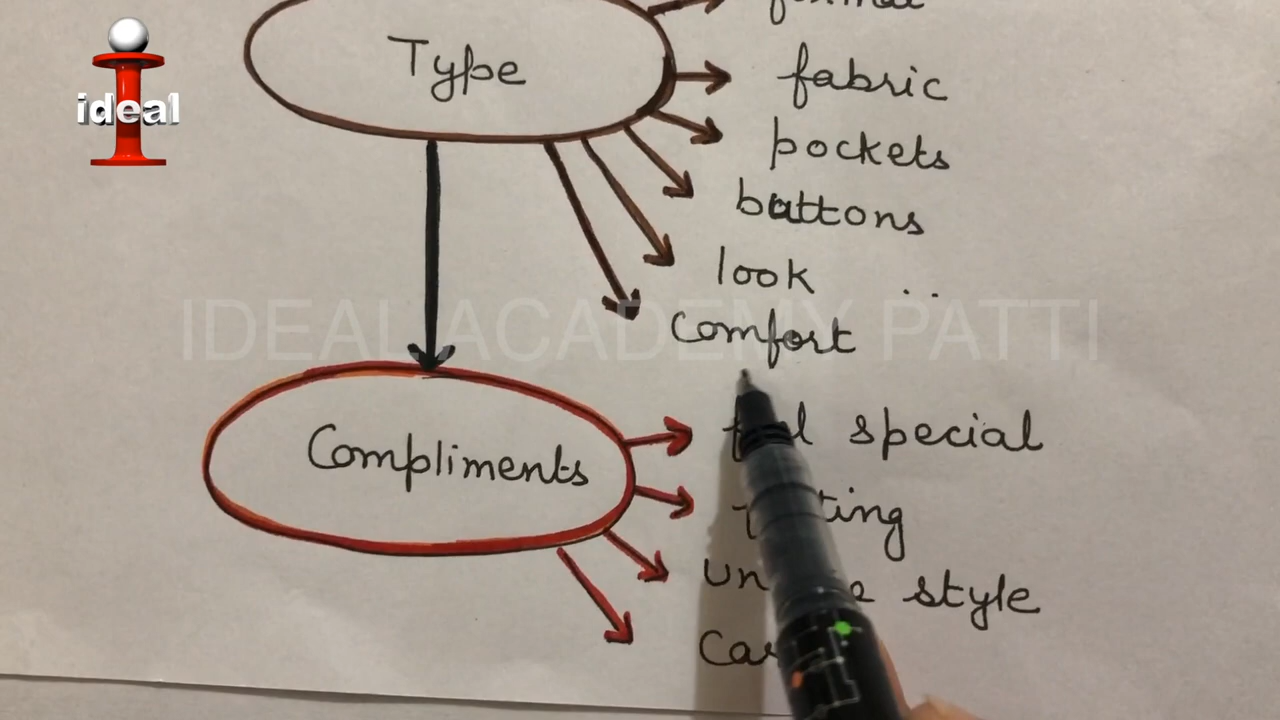 ideal
Type
fabric
pockets
buttons
look
comfort
IDEAL ACADEMY PATTI
Compliments
special
style